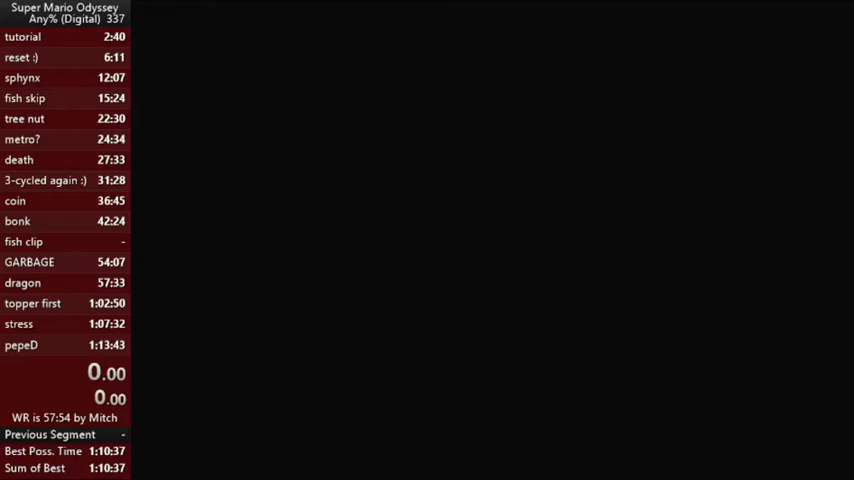 Super Mario Odyssey
Any% (Digital) 337
tutorial 2:40
reset :) 6:11
sphynx 12:07
fish skip 15:24
tree nut 22:30
metro? 24:34
death 27:33
3-cycled again :) 31:28
coin 36:45
bonk 42:24
fish clip -
GARBAGE 54:07
dragon 57:33
topper first 1:02:50
stress 1:07:32
pepeD 1:13:43
0.00
0.00
WR is 57:54 by Mitch
Previous Segment -
Best Poss. Time 1:10:37
Sum of Best 1:10:37